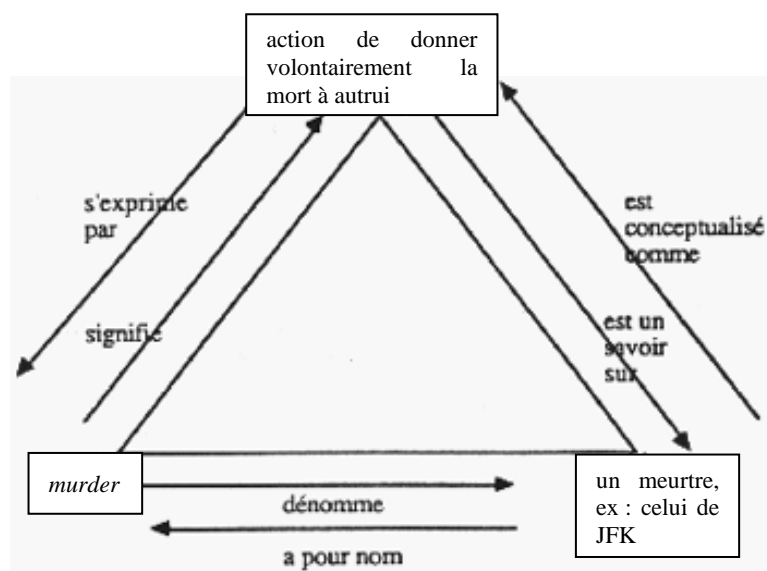 action de donner
volontairement la
mort à autrui
s'exprime
par
est
conceptualisé
comme
signifie
est un
savoir
sur
murder
dénomme
un meurtre,
ex : celui de
JFK
a pour nom